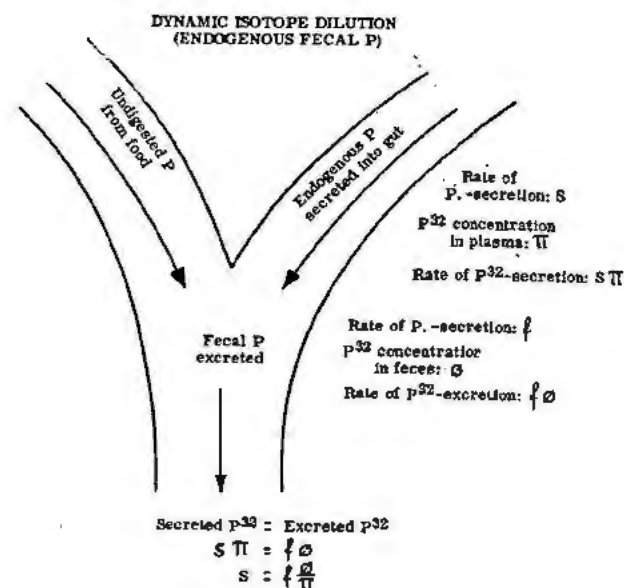 DYNAMIC ISOTOPE DILUTION
(ENDOGENOUS FECAL P)
Undigested P
from food
Endogenous P
secreted into gut
Rate of
P.-secretion: S
P32 concentration
in plasma: Π
Rate of P32-secretion: S Π
Fecal P
excreted
Rate of P.-secretion: f
P32 concentration
in feces: Ø
Rate of P32-excretion: f Ø
Secreted P32 = Excreted P32
S Π = f Ø
S = f Ø/Π